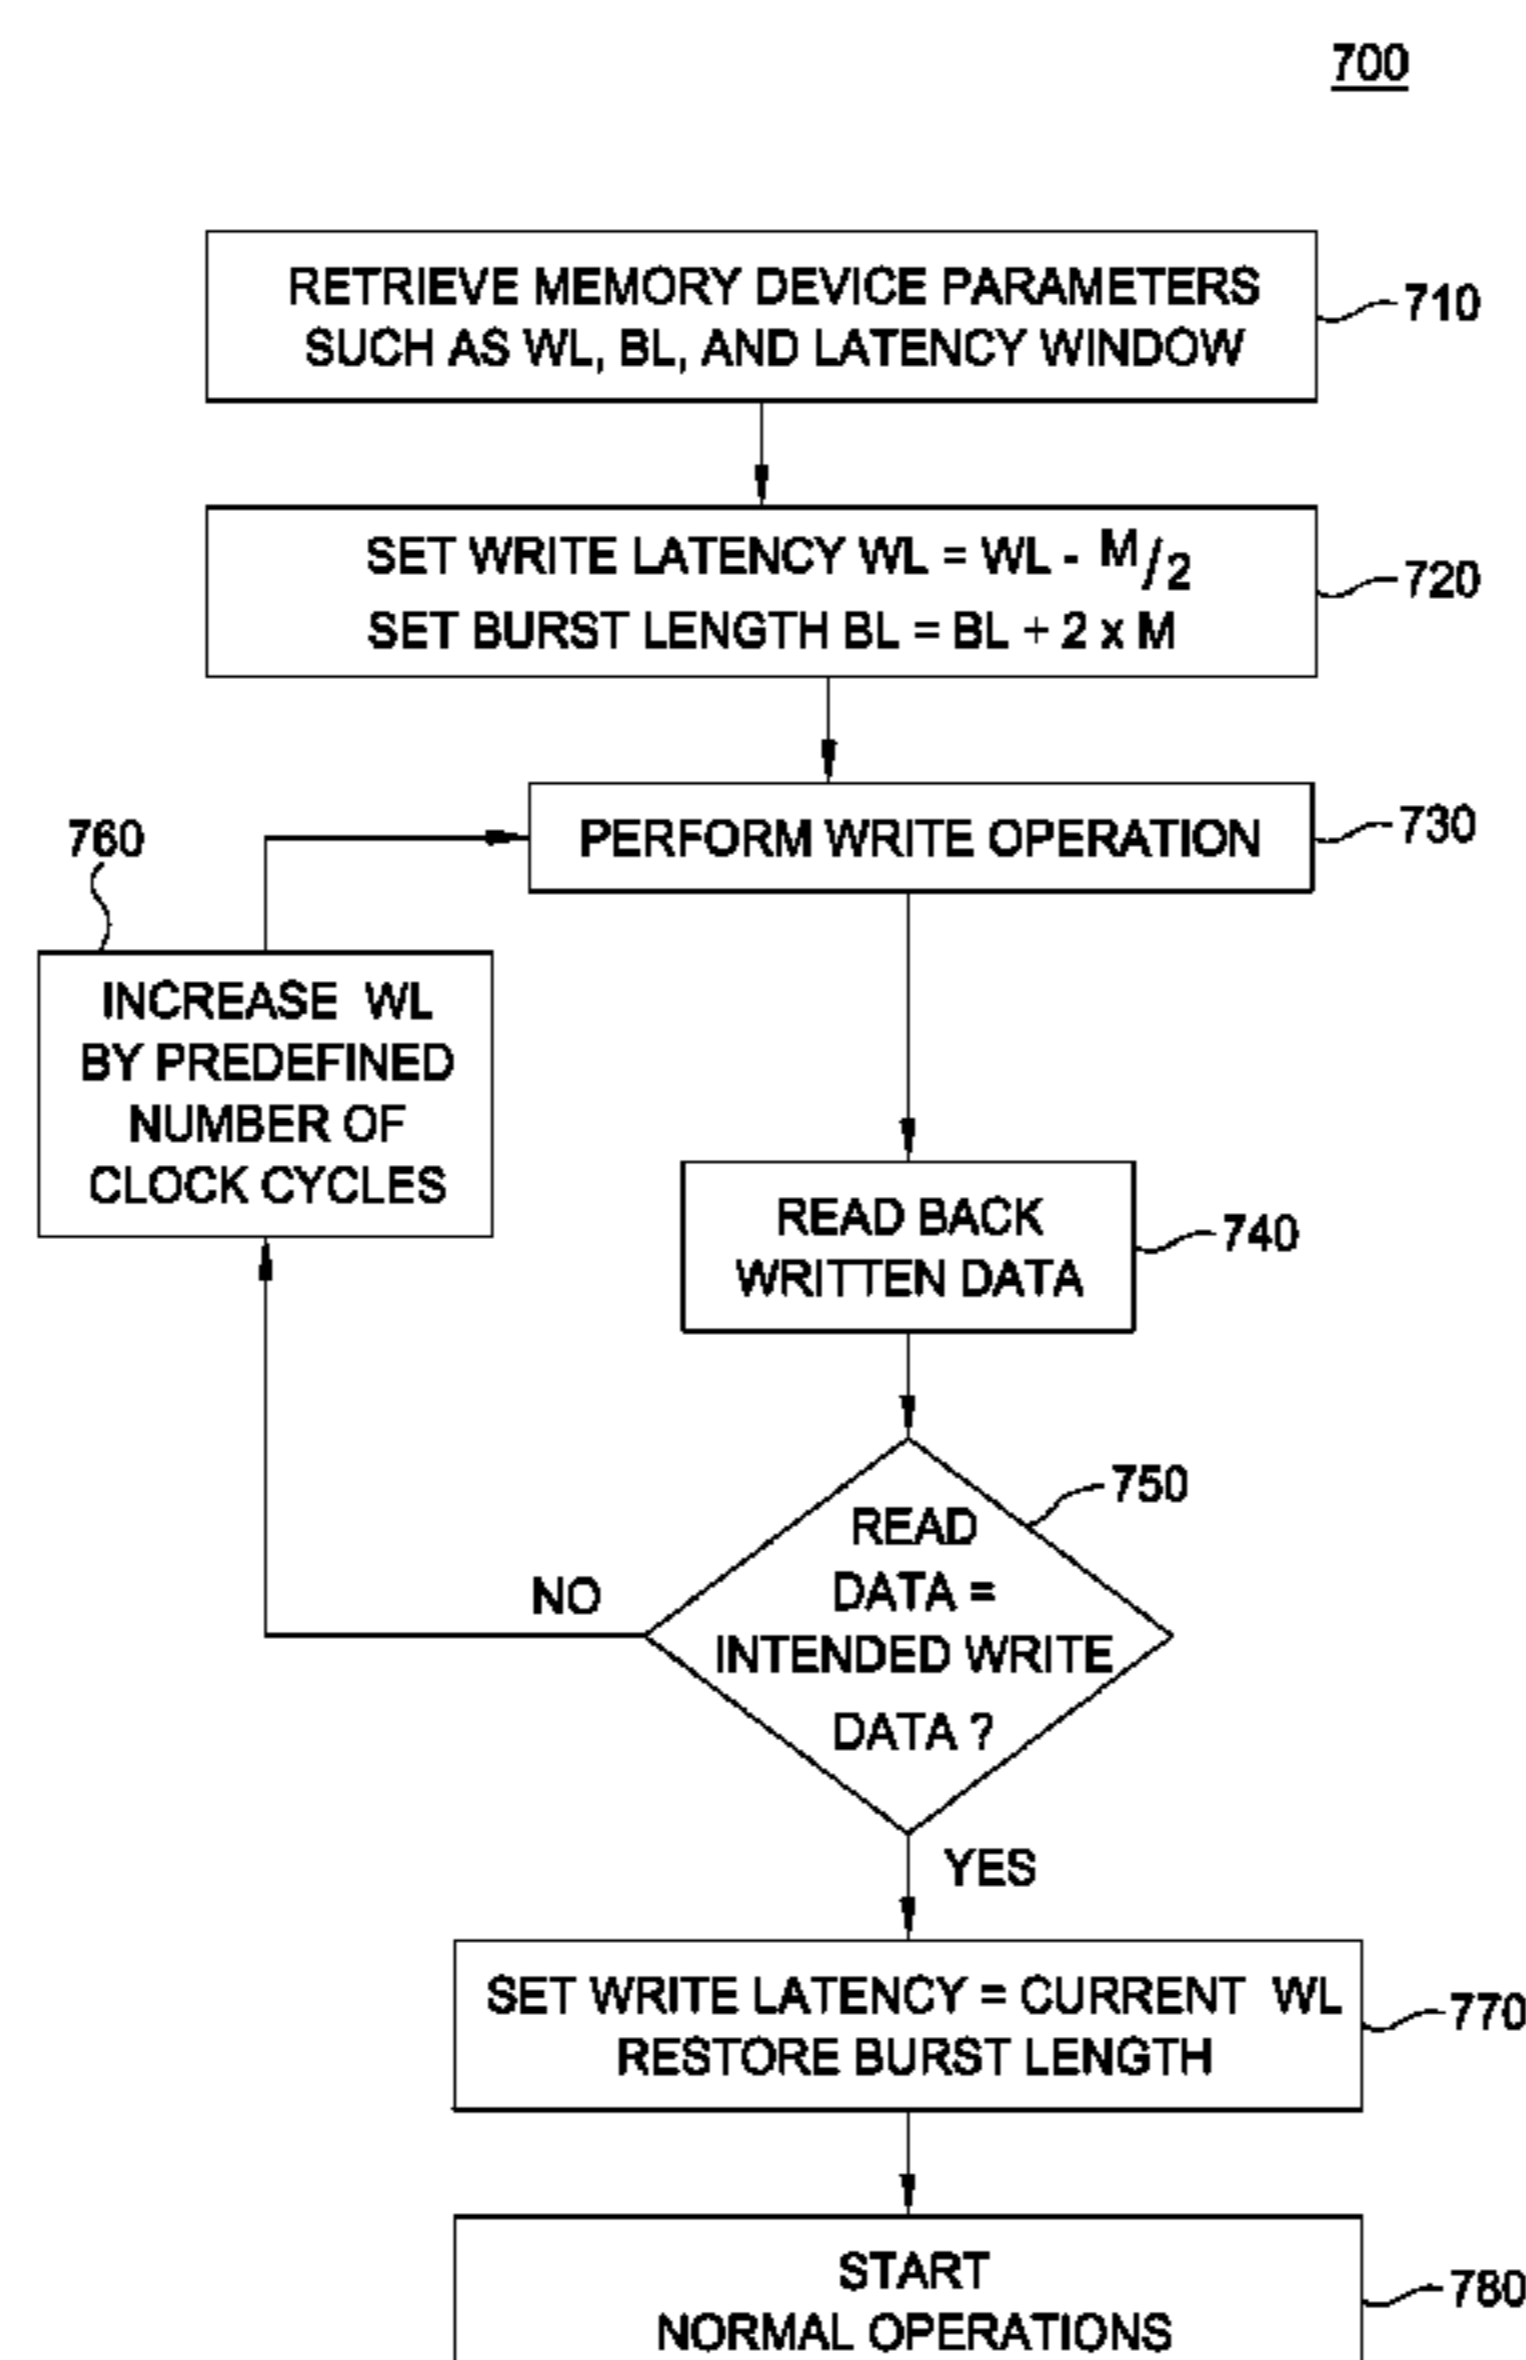 700
RETRIEVE MEMORY DEVICE PARAMETERS
SUCH AS WL, BL, AND LATENCY WINDOW
710
SET WRITE LATENCY WL = WL - M/2
SET BURST LENGTH BL = BL + 2 x M
720
PERFORM WRITE OPERATION
730
760
INCREASE WL
BY PREDEFINED
NUMBER OF
CLOCK CYCLES
READ BACK
WRITTEN DATA
740
750
READ
DATA =
INTENDED WRITE
DATA ?
NO
YES
SET WRITE LATENCY = CURRENT WL
RESTORE BURST LENGTH
770
START
NORMAL OPERATIONS
780